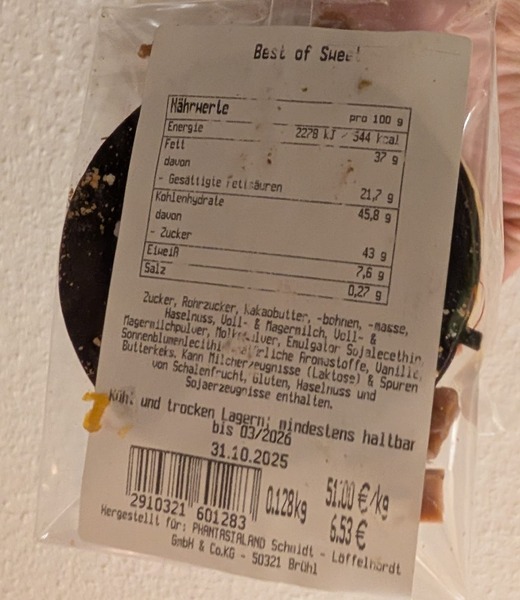 Best of Sweet
Nährwerte pro 100 g
Energie 2278 kJ / 544 kcal
Fett 37 g
davon
- Gesättigte Fettsäuren 21,7 g
Kohlenhydrate 45,8 g
davon
- Zucker 43 g
Eiweiß 7,6 g
Salz 0,27 g
Zucker, Rohrzucker, Kakaobutter, -bohnen, -masse,
Haselnuss, Voll- & Magermilch, Voll- &
Magermilchpulver, Molkepulver, Emulgator Sojalecethin,
Sonnenblumenlecithin, natürliche Aromastoffe, Vanille,
Butterkeks, Kann Milcherzeugnisse (Laktose) & Spuren
von Schalenfrucht, Gluten, Haselnuss und
Sojaerzeugnisse enthalten.
Kühl und trocken Lagern; mindestens haltbar
bis 03/2026
31.10.2025
2910321 601283
0.128kg
51.00 €/kg
6.53 €
Hergestellt für: PHANTASIALAND Schmidt - Löffelhardt
GmbH & Co.KG - 50321 Brühl